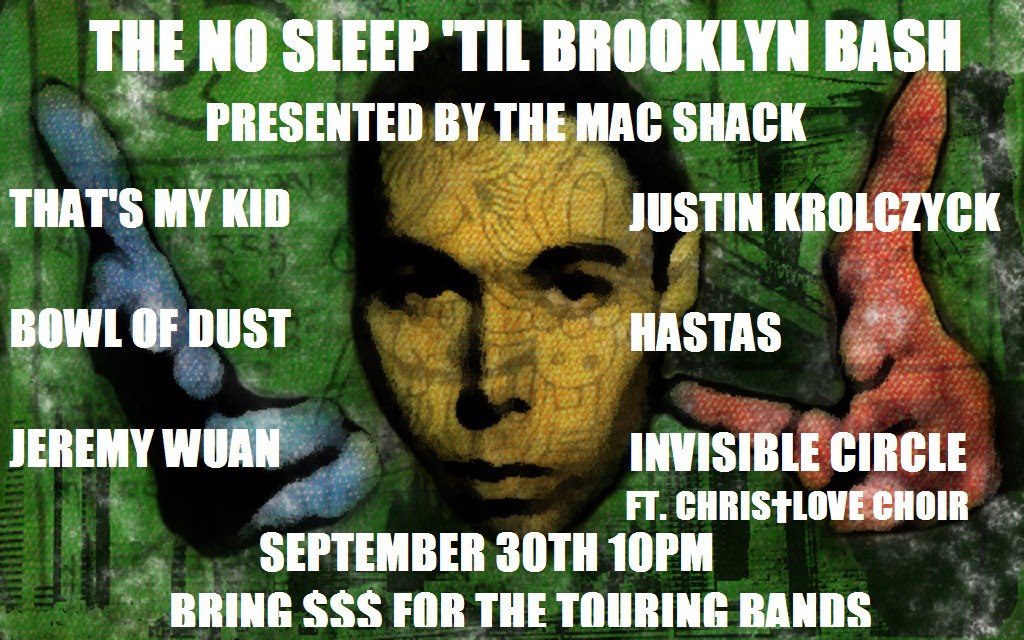 THE NO SLEEP 'TIL BROOKLYN BASH
PRESENTED BY THE MAC SHACK
THAT'S MY KID
JUSTIN KROLCZYCK
BOWL OF DUST
HASTAS
JEREMY WUAN
INVISIBLE CIRCLE
FT. CHRIS✝LOVE CHOIR
SEPTEMBER 30TH 10PM
BRING $$$ FOR THE TOURING BANDS